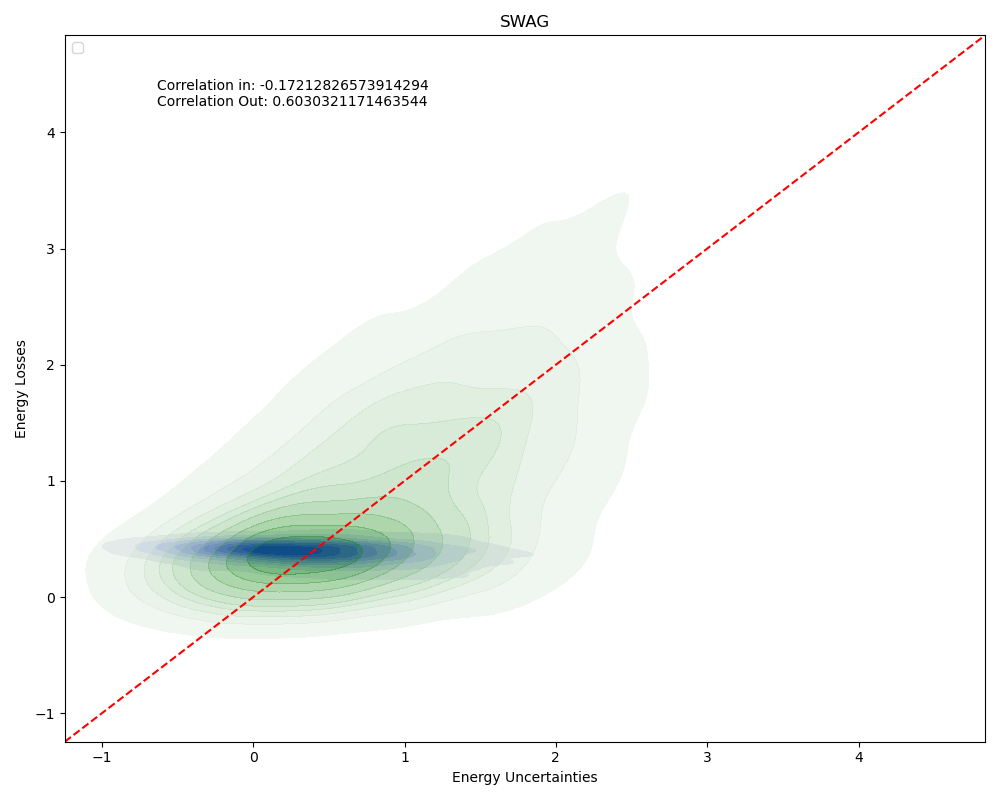 SWAG
Correlation in: -0.17212826573914294
Correlation Out: 0.6030321171463544
4
3
2
1
0
−1
Energy Losses
−1 0 1 2 3 4
Energy Uncertainties